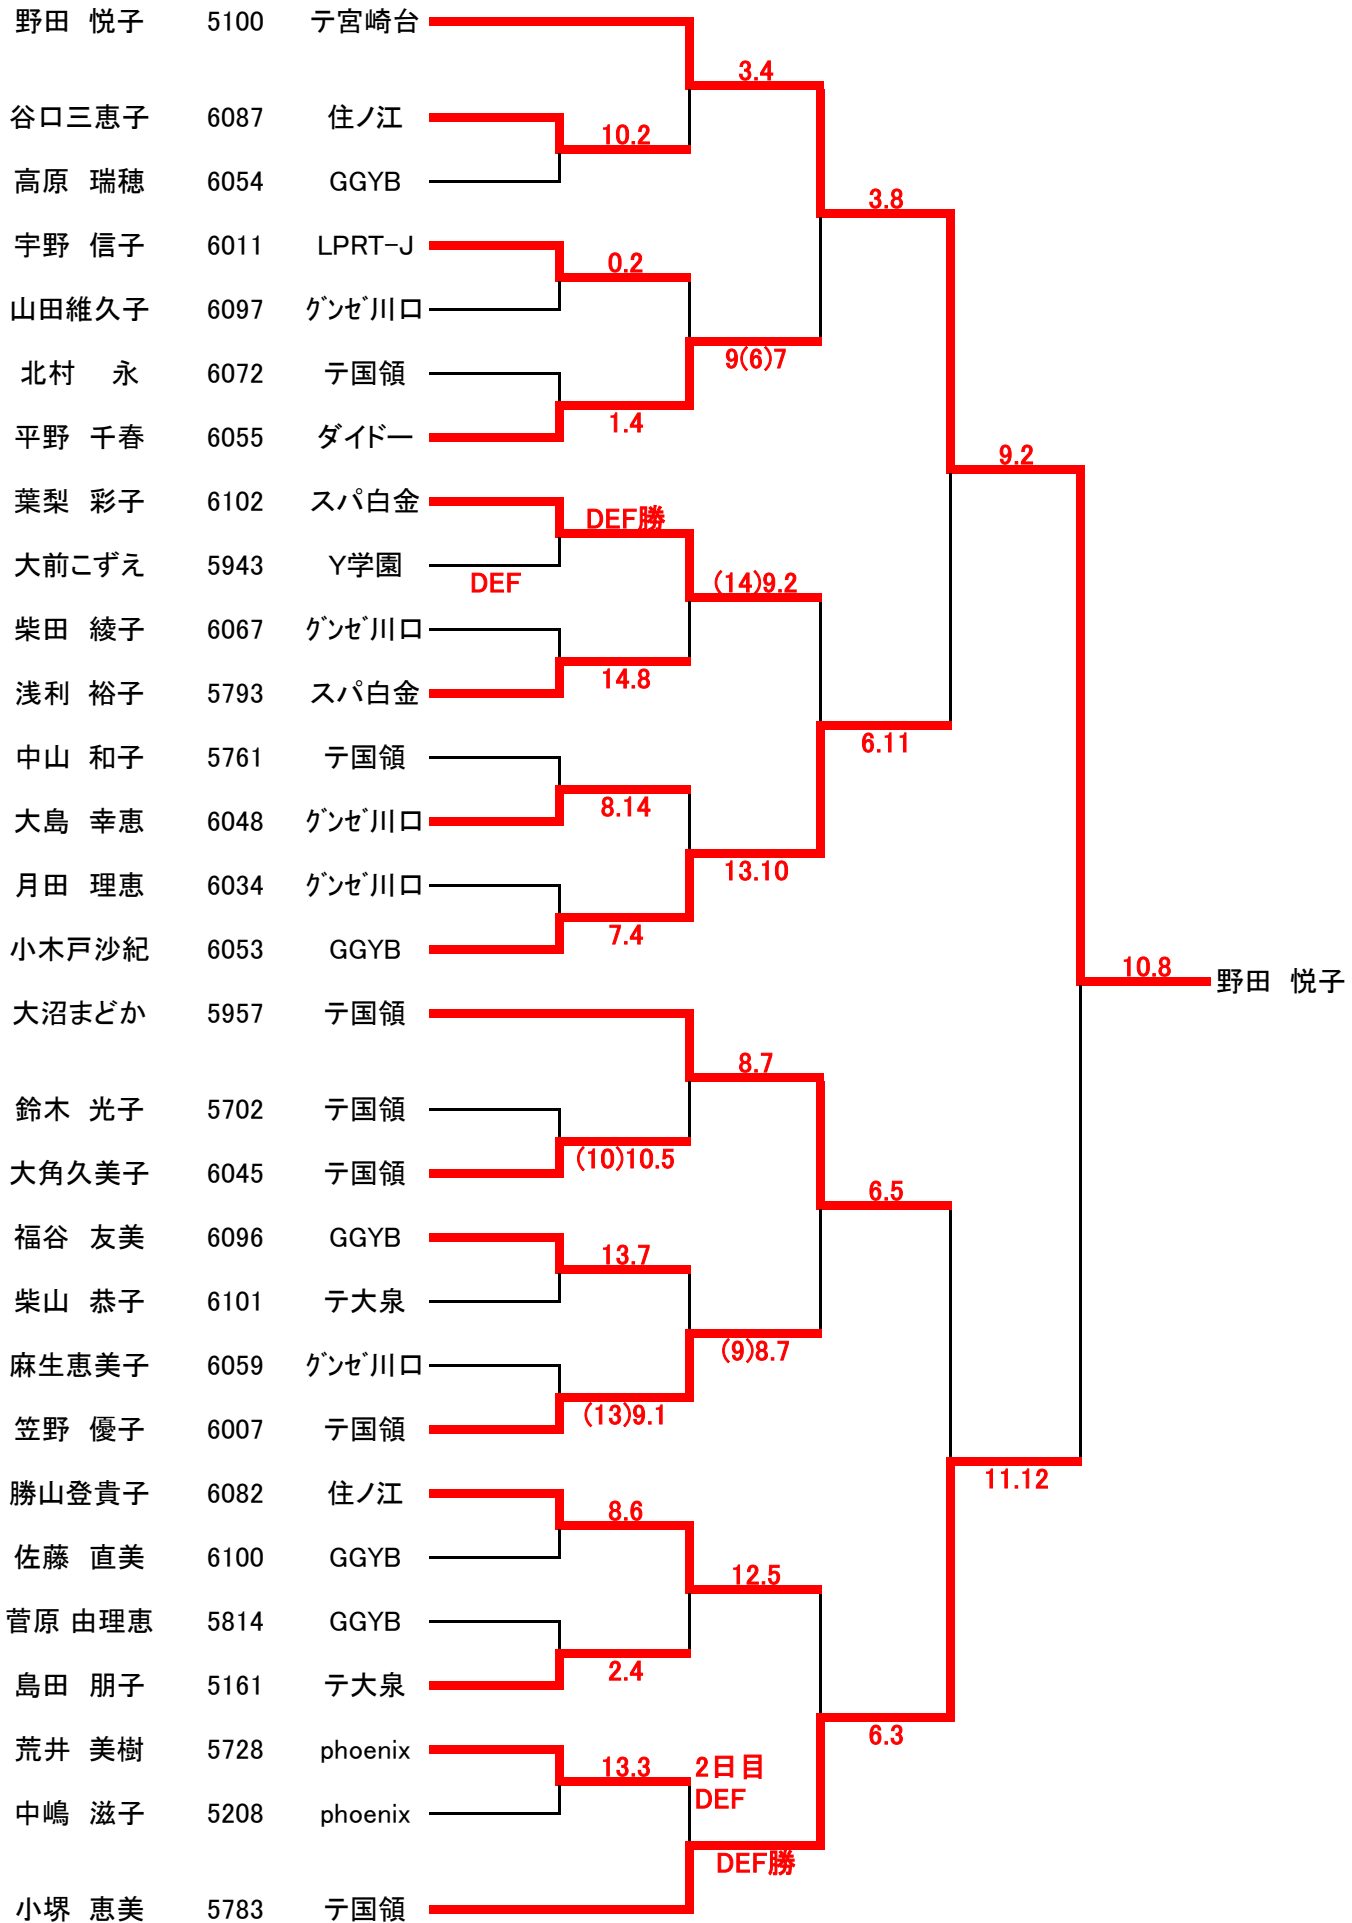 野田 悦子 5100 テ宮崎台
3.4
谷口三恵子 6087 住ノ江
10.2
高原 瑞穂 6054 GGYB
3.8
宇野 信子 6011 LPRT-J
0.2
山田維久子 6097 グンゼ川口
9(6)7
北村 永 6072 テ国領
1.4
平野 千春 6055 ダイドー
9.2
葉梨 彩子 6102 スパ白金
DEF勝
大前こずえ 5943 Y学園
DEF
(14)9.2
柴田 綾子 6067 グンゼ川口
14.8
浅利 裕子 5793 スパ白金
6.11
中山 和子 5761 テ国領
8.14
大島 幸恵 6048 グンゼ川口
13.10
月田 理恵 6034 グンゼ川口
7.4
小木戸沙紀 6053 GGYB
10.8
野田 悦子
大沼まどか 5957 テ国領
8.7
鈴木 光子 5702 テ国領
(10)10.5
大角久美子 6045 テ国領
6.5
福谷 友美 6096 GGYB
13.7
柴山 恭子 6101 テ大泉
(9)8.7
麻生恵美子 6059 グンゼ川口
(13)9.1
笠野 優子 6007 テ国領
11.12
勝山登貴子 6082 住ノ江
8.6
佐藤 直美 6100 GGYB
12.5
菅原 由理恵 5814 GGYB
2.4
島田 朋子 5161 テ大泉
6.3
荒井 美樹 5728 phoenix
13.3
2日目
DEF
中嶋 滋子 5208 phoenix
DEF勝
小堺 恵美 5783 テ国領